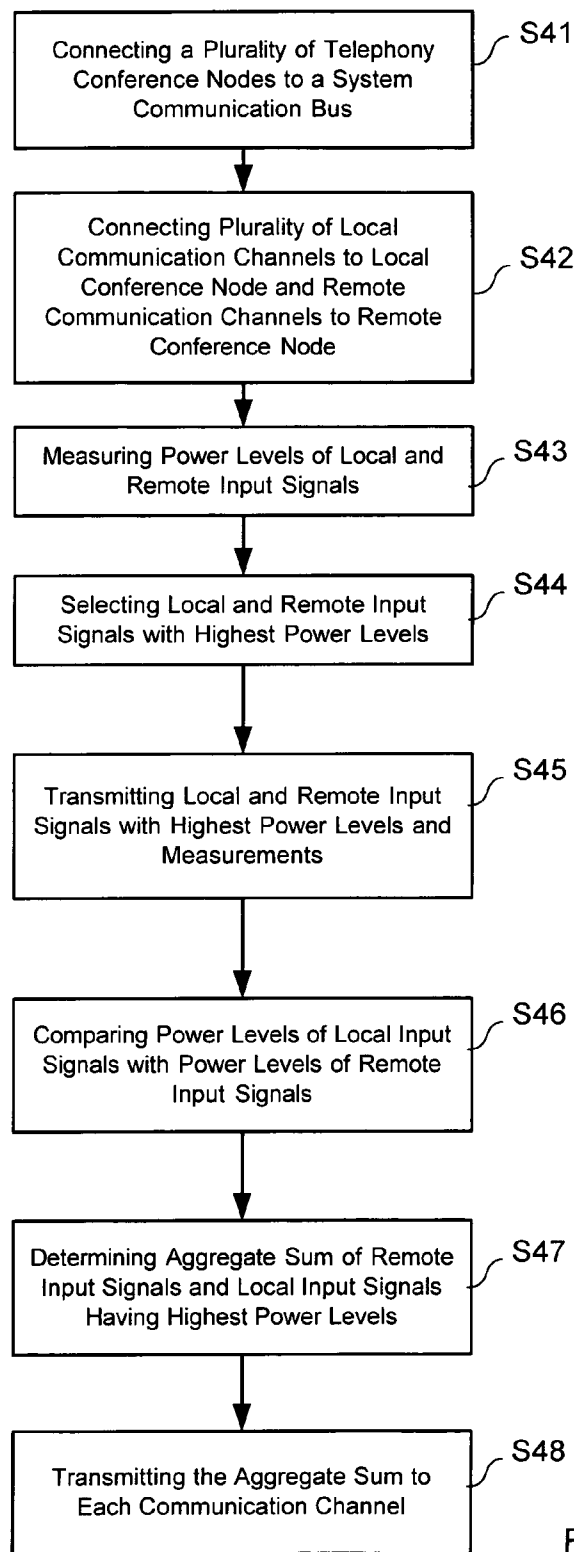 Connecting a Plurality of Telephony
Conference Nodes to a System
Communication Bus
S41
Connecting Plurality of Local
Communication Channels to Local
Conference Node and Remote
Communication Channels to Remote
Conference Node
S42
Measuring Power Levels of Local and
Remote Input Signals
S43
Selecting Local and Remote Input
Signals with Highest Power Levels
S44
Transmitting Local and Remote Input
Signals with Highest Power Levels and
Measurements
S45
Comparing Power Levels of Local Input
Signals with Power Levels of Remote
Input Signals
S46
Determining Aggregate Sum of Remote
Input Signals and Local Input Signals
Having Highest Power Levels
S47
Transmitting the Aggregate Sum to
Each Communication Channel
S48